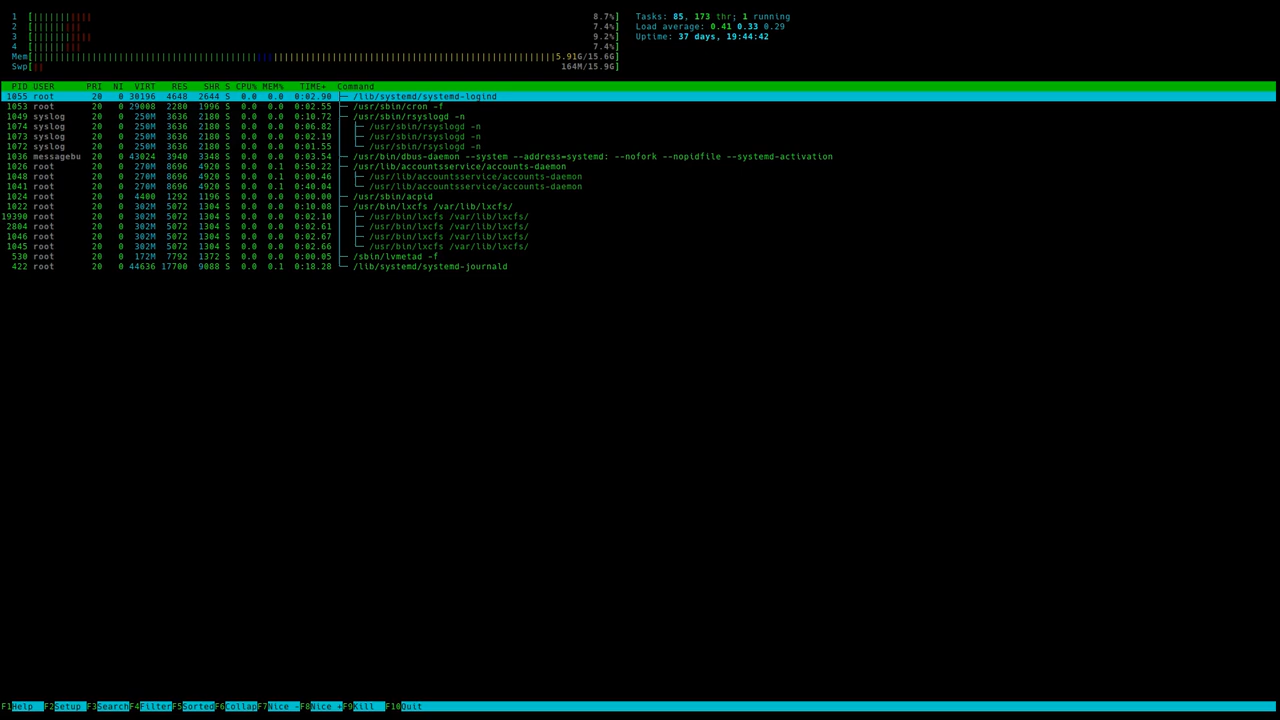 1 [||||||||||| 8.7%] Tasks: 85, 173 thr; 1 running
2 [||||||||| 7.4%] Load average: 0.41 0.33 0.29
3 [||||||||||| 9.2%] Uptime: 37 days, 19:44:42
4 [||||||||| 7.4%]
Mem[|||||||||||||||||||||||||||||||||||||||||||||||||||||||||||||||||||||||||||||||||||||||||||||||||5.91G/15.6G]
Swp[|| 164M/15.9G]
PID USER PRI NI VIRT RES SHR S CPU% MEM% TIME+ Command
1055 root 20 0 30196 4648 2644 S 0.0 0.0 0:02.90 ├─ /lib/systemd/systemd-logind
1053 root 20 0 29008 2280 1996 S 0.0 0.0 0:02.55 ├─ /usr/sbin/cron -f
1049 syslog 20 0 250M 3636 2180 S 0.0 0.0 0:10.72 ├─ /usr/sbin/rsyslogd -n
1074 syslog 20 0 250M 3636 2180 S 0.0 0.0 0:06.82 │ ├─ /usr/sbin/rsyslogd -n
1073 syslog 20 0 250M 3636 2180 S 0.0 0.0 0:02.19 │ ├─ /usr/sbin/rsyslogd -n
1072 syslog 20 0 250M 3636 2180 S 0.0 0.0 0:01.55 │ └─ /usr/sbin/rsyslogd -n
1036 messagebu 20 0 43024 3940 3348 S 0.0 0.0 0:03.54 ├─ /usr/bin/dbus-daemon --system --address=systemd: --nofork --nopidfile --systemd-activation
1026 root 20 0 270M 8696 4920 S 0.0 0.1 0:50.22 ├─ /usr/lib/accountsservice/accounts-daemon
1048 root 20 0 270M 8696 4920 S 0.0 0.1 0:00.46 │ ├─ /usr/lib/accountsservice/accounts-daemon
1041 root 20 0 270M 8696 4920 S 0.0 0.1 0:40.04 │ └─ /usr/lib/accountsservice/accounts-daemon
1024 root 20 0 4400 1292 1196 S 0.0 0.0 0:00.00 ├─ /usr/sbin/acpid
1022 root 20 0 302M 5072 1304 S 0.0 0.0 0:10.08 ├─ /usr/bin/lxcfs /var/lib/lxcfs/
19390 root 20 0 302M 5072 1304 S 0.0 0.0 0:02.10 │ ├─ /usr/bin/lxcfs /var/lib/lxcfs/
2804 root 20 0 302M 5072 1304 S 0.0 0.0 0:02.61 │ ├─ /usr/bin/lxcfs /var/lib/lxcfs/
1046 root 20 0 302M 5072 1304 S 0.0 0.0 0:02.67 │ ├─ /usr/bin/lxcfs /var/lib/lxcfs/
1045 root 20 0 302M 5072 1304 S 0.0 0.0 0:02.66 │ └─ /usr/bin/lxcfs /var/lib/lxcfs/
530 root 20 0 172M 7792 1372 S 0.0 0.0 0:00.05 ├─ /sbin/lvmetad -f
422 root 20 0 44636 17700 9088 S 0.0 0.1 0:18.28 └─ /lib/systemd/systemd-journald
F1Help F2Setup F3SearchF4FilterF5SortedF6CollapF7Nice -F8Nice +F9Kill F10Quit